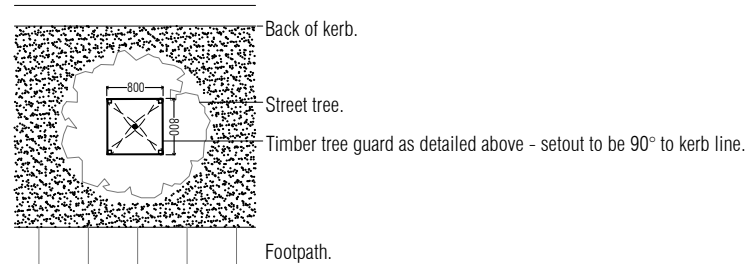 Back of kerb.
800
Street tree.
800
Timber tree guard as detailed above - setout to be 90° to kerb line.
Footpath.